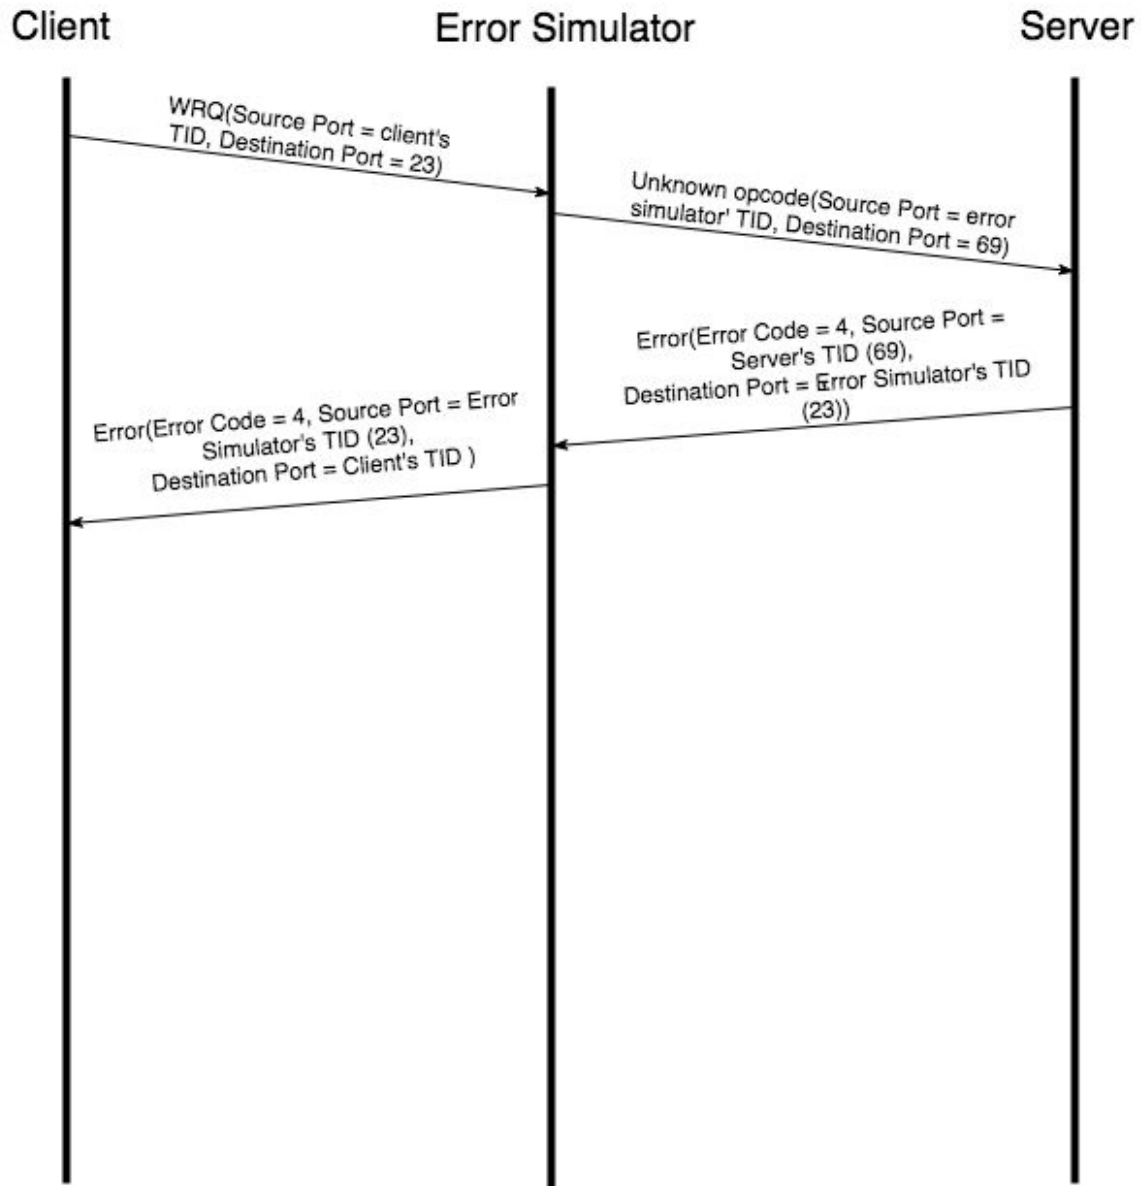 Client
Error Simulator
Server
WRQ(Source Port = client's
TID, Destination Port = 23)
Unknown opcode(Source Port = error
simulator' TID, Destination Port = 69)
Error(Error Code = 4, Source Port =
Server's TID (69),
Destination Port = Error Simulator's TID
(23))
Error(Error Code = 4, Source Port = Error
Simulator's TID (23),
Destination Port = Client's TID )